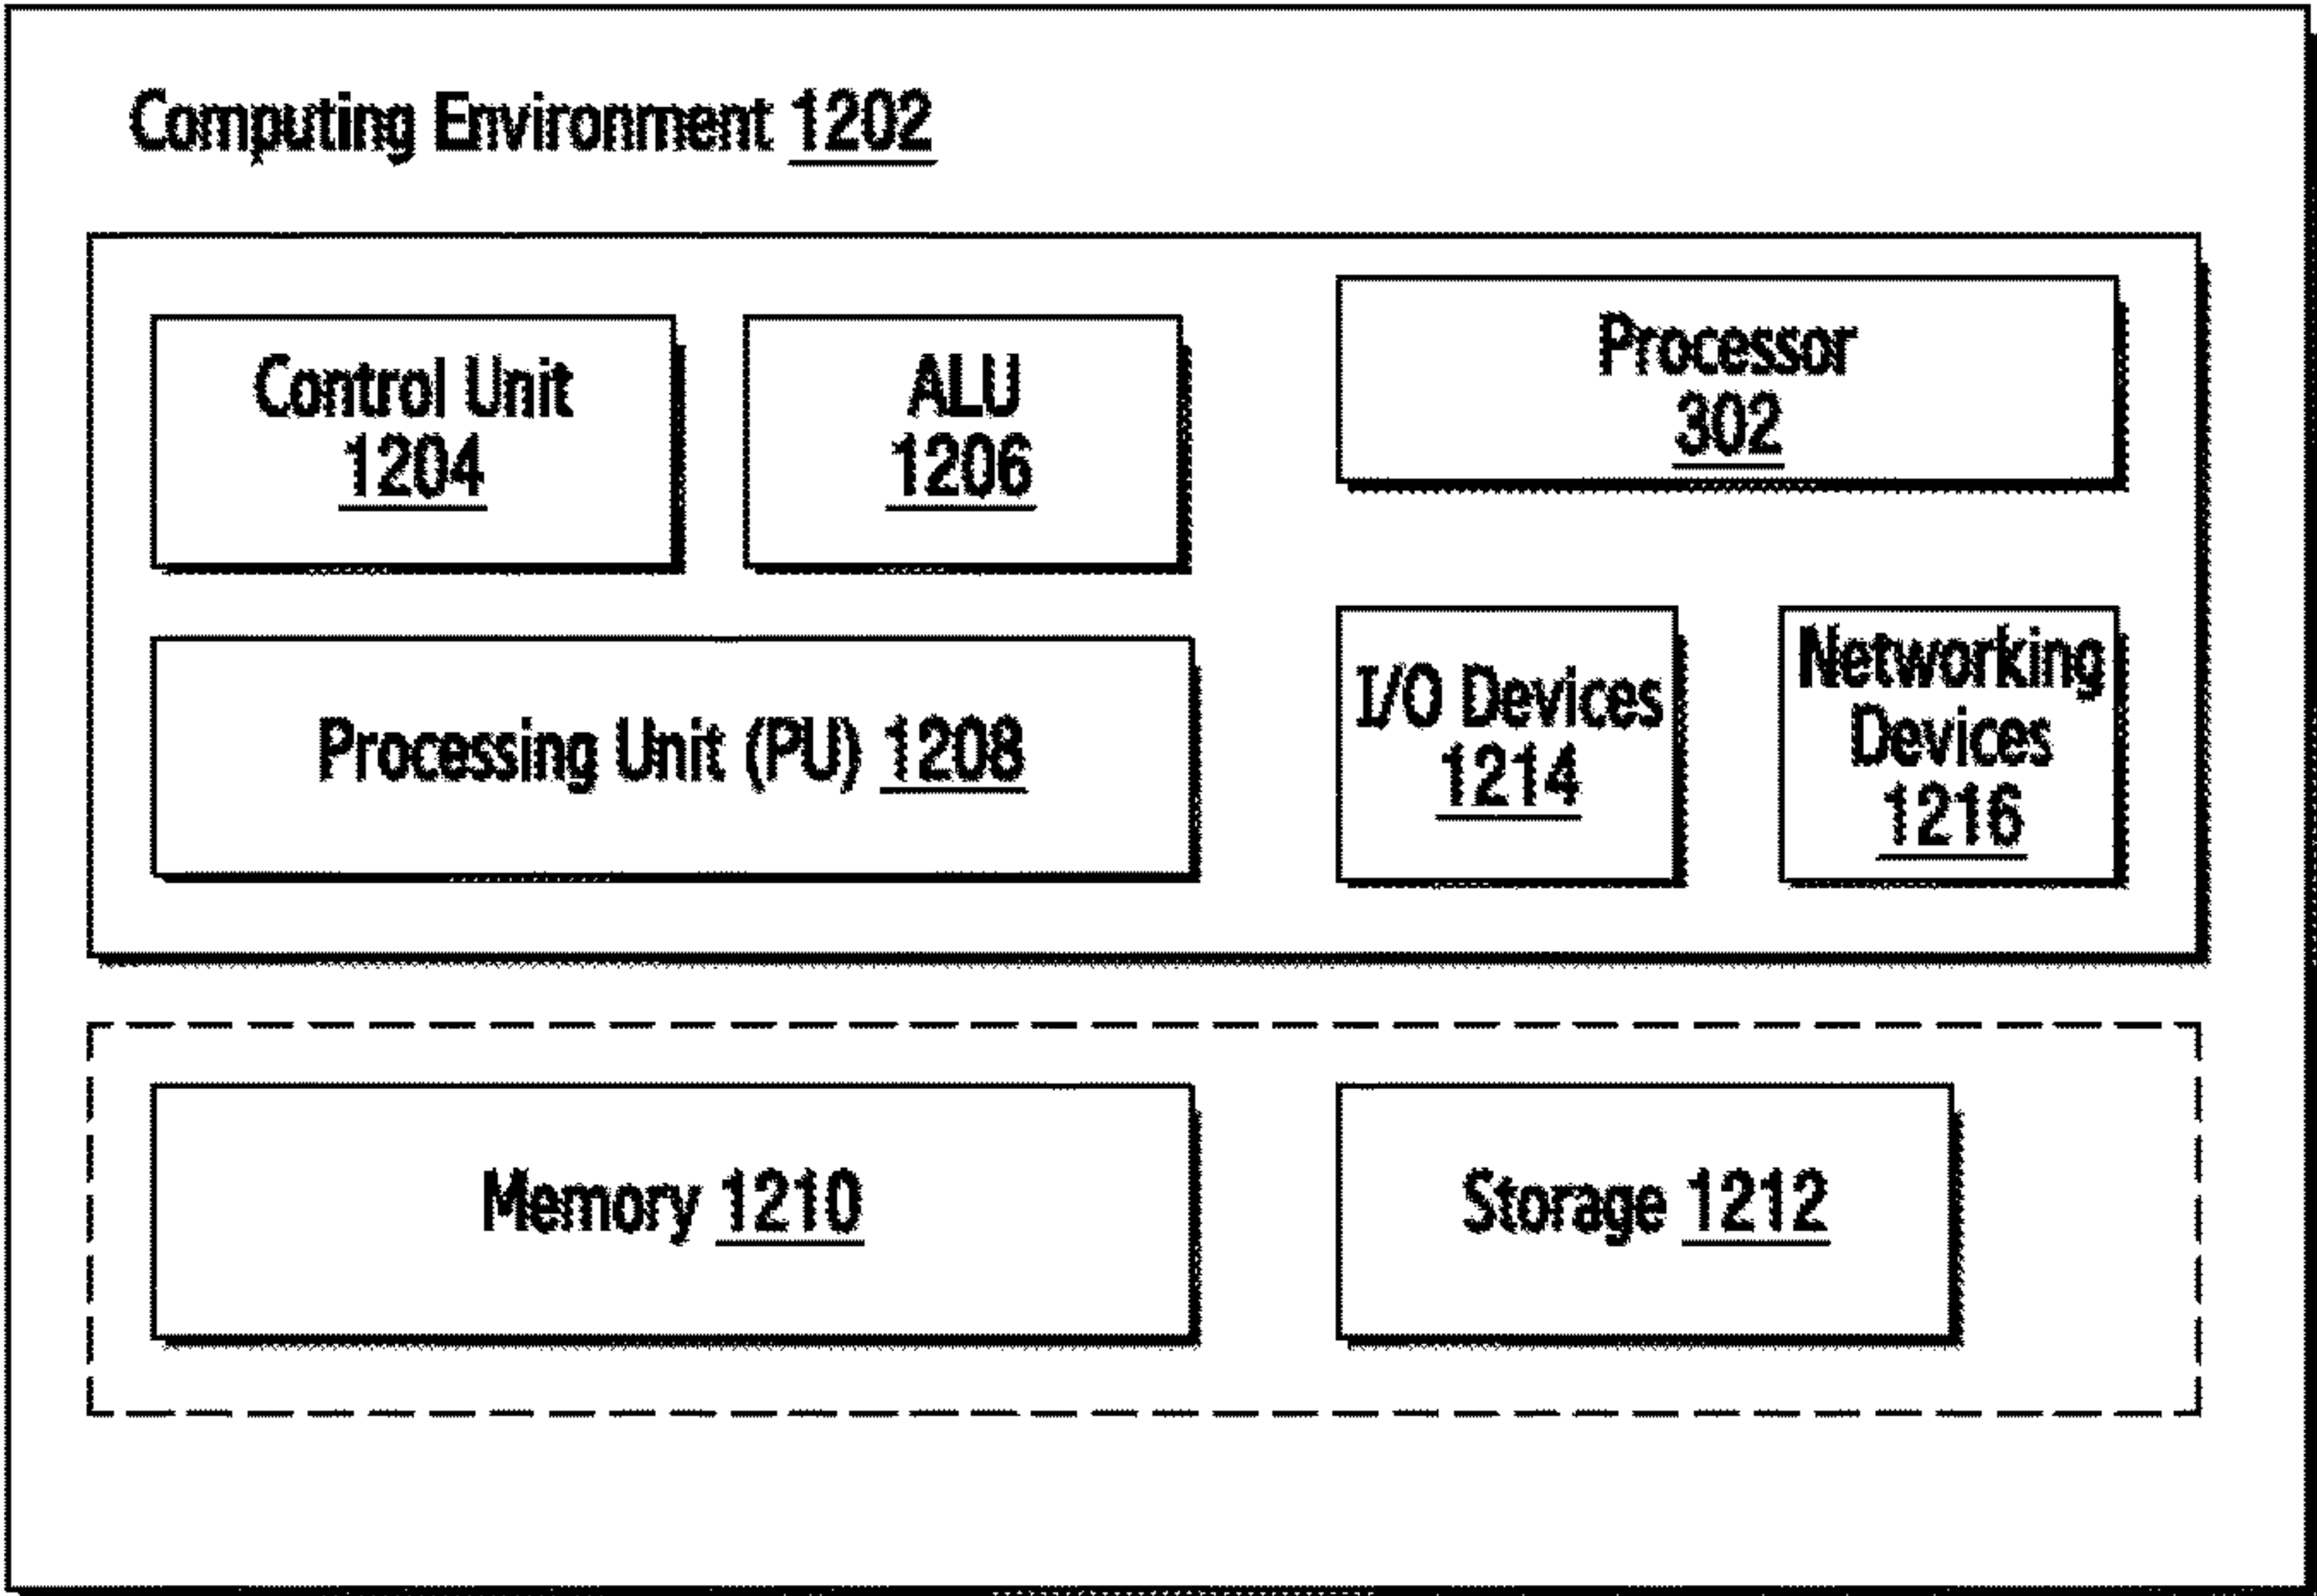 Computing Environment 1202
Control Unit
1204
ALU
1206
Processor
302
Processing Unit (PU) 1208
I/O Devices
1214
Networking
Devices
1216
Memory 1210
Storage 1212